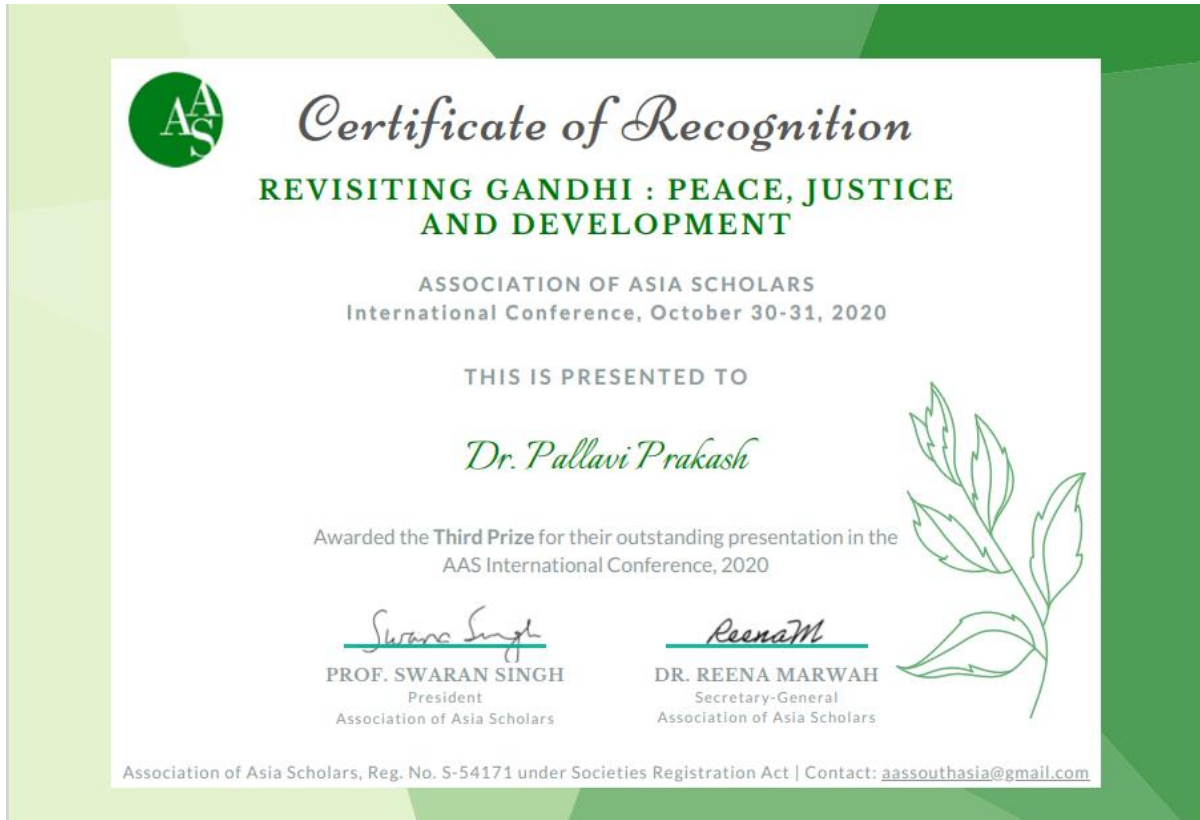 AAS
Certificate of Recognition
REVISITING GANDHI : PEACE, JUSTICE
AND DEVELOPMENT
ASSOCIATION OF ASIA SCHOLARS
International Conference, October 30-31, 2020
THIS IS PRESENTED TO
Dr. Pallavi Prakash
Awarded the Third Prize for their outstanding presentation in the
AAS International Conference, 2020
Swaran Singh
ReenaM
PROF. SWARAN SINGH
President
Association of Asia Scholars
DR. REENA MARWAH
Secretary-General
Association of Asia Scholars
Association of Asia Scholars, Reg. No. S-54171 under Societies Registration Act | Contact: aassouthasia@gmail.com